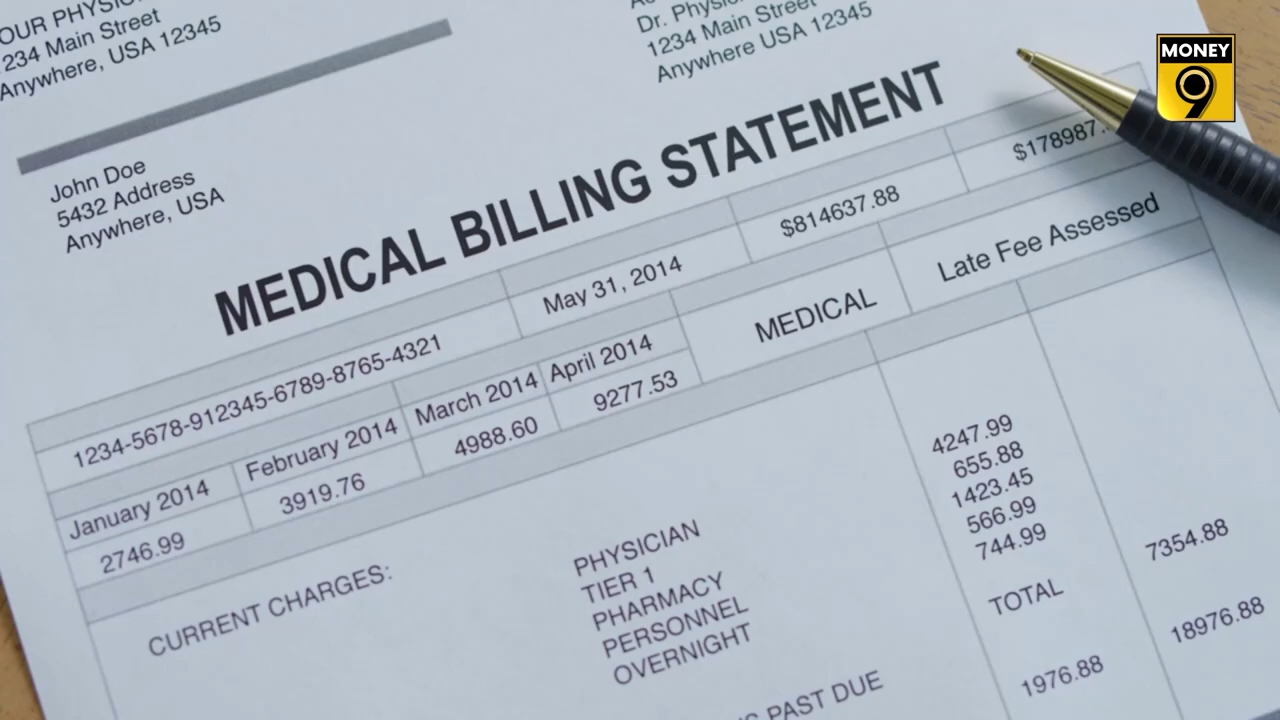 OUR PHYSI
1234 Main Street
Anywhere, USA 12345
Dr. Physi
1234 Main Street
Anywhere USA 12345
MONEY
9
John Doe
5432 Address
Anywhere, USA
MEDICAL BILLING STATEMENT
1234-5678-912345-6789-8765-4321
May 31, 2014
$814637.88
$178987.
January 2014
February 2014
March 2014
April 2014
MEDICAL
Late Fee Assessed
2746.99
3919.76
4988.60
9277.53
CURRENT CHARGES:
PHYSICIAN
4247.99
TIER 1
655.88
PHARMACY
1423.45
PERSONNEL
566.99
OVERNIGHT
744.99
TOTAL
7354.88
PAST DUE
1976.88
18976.88